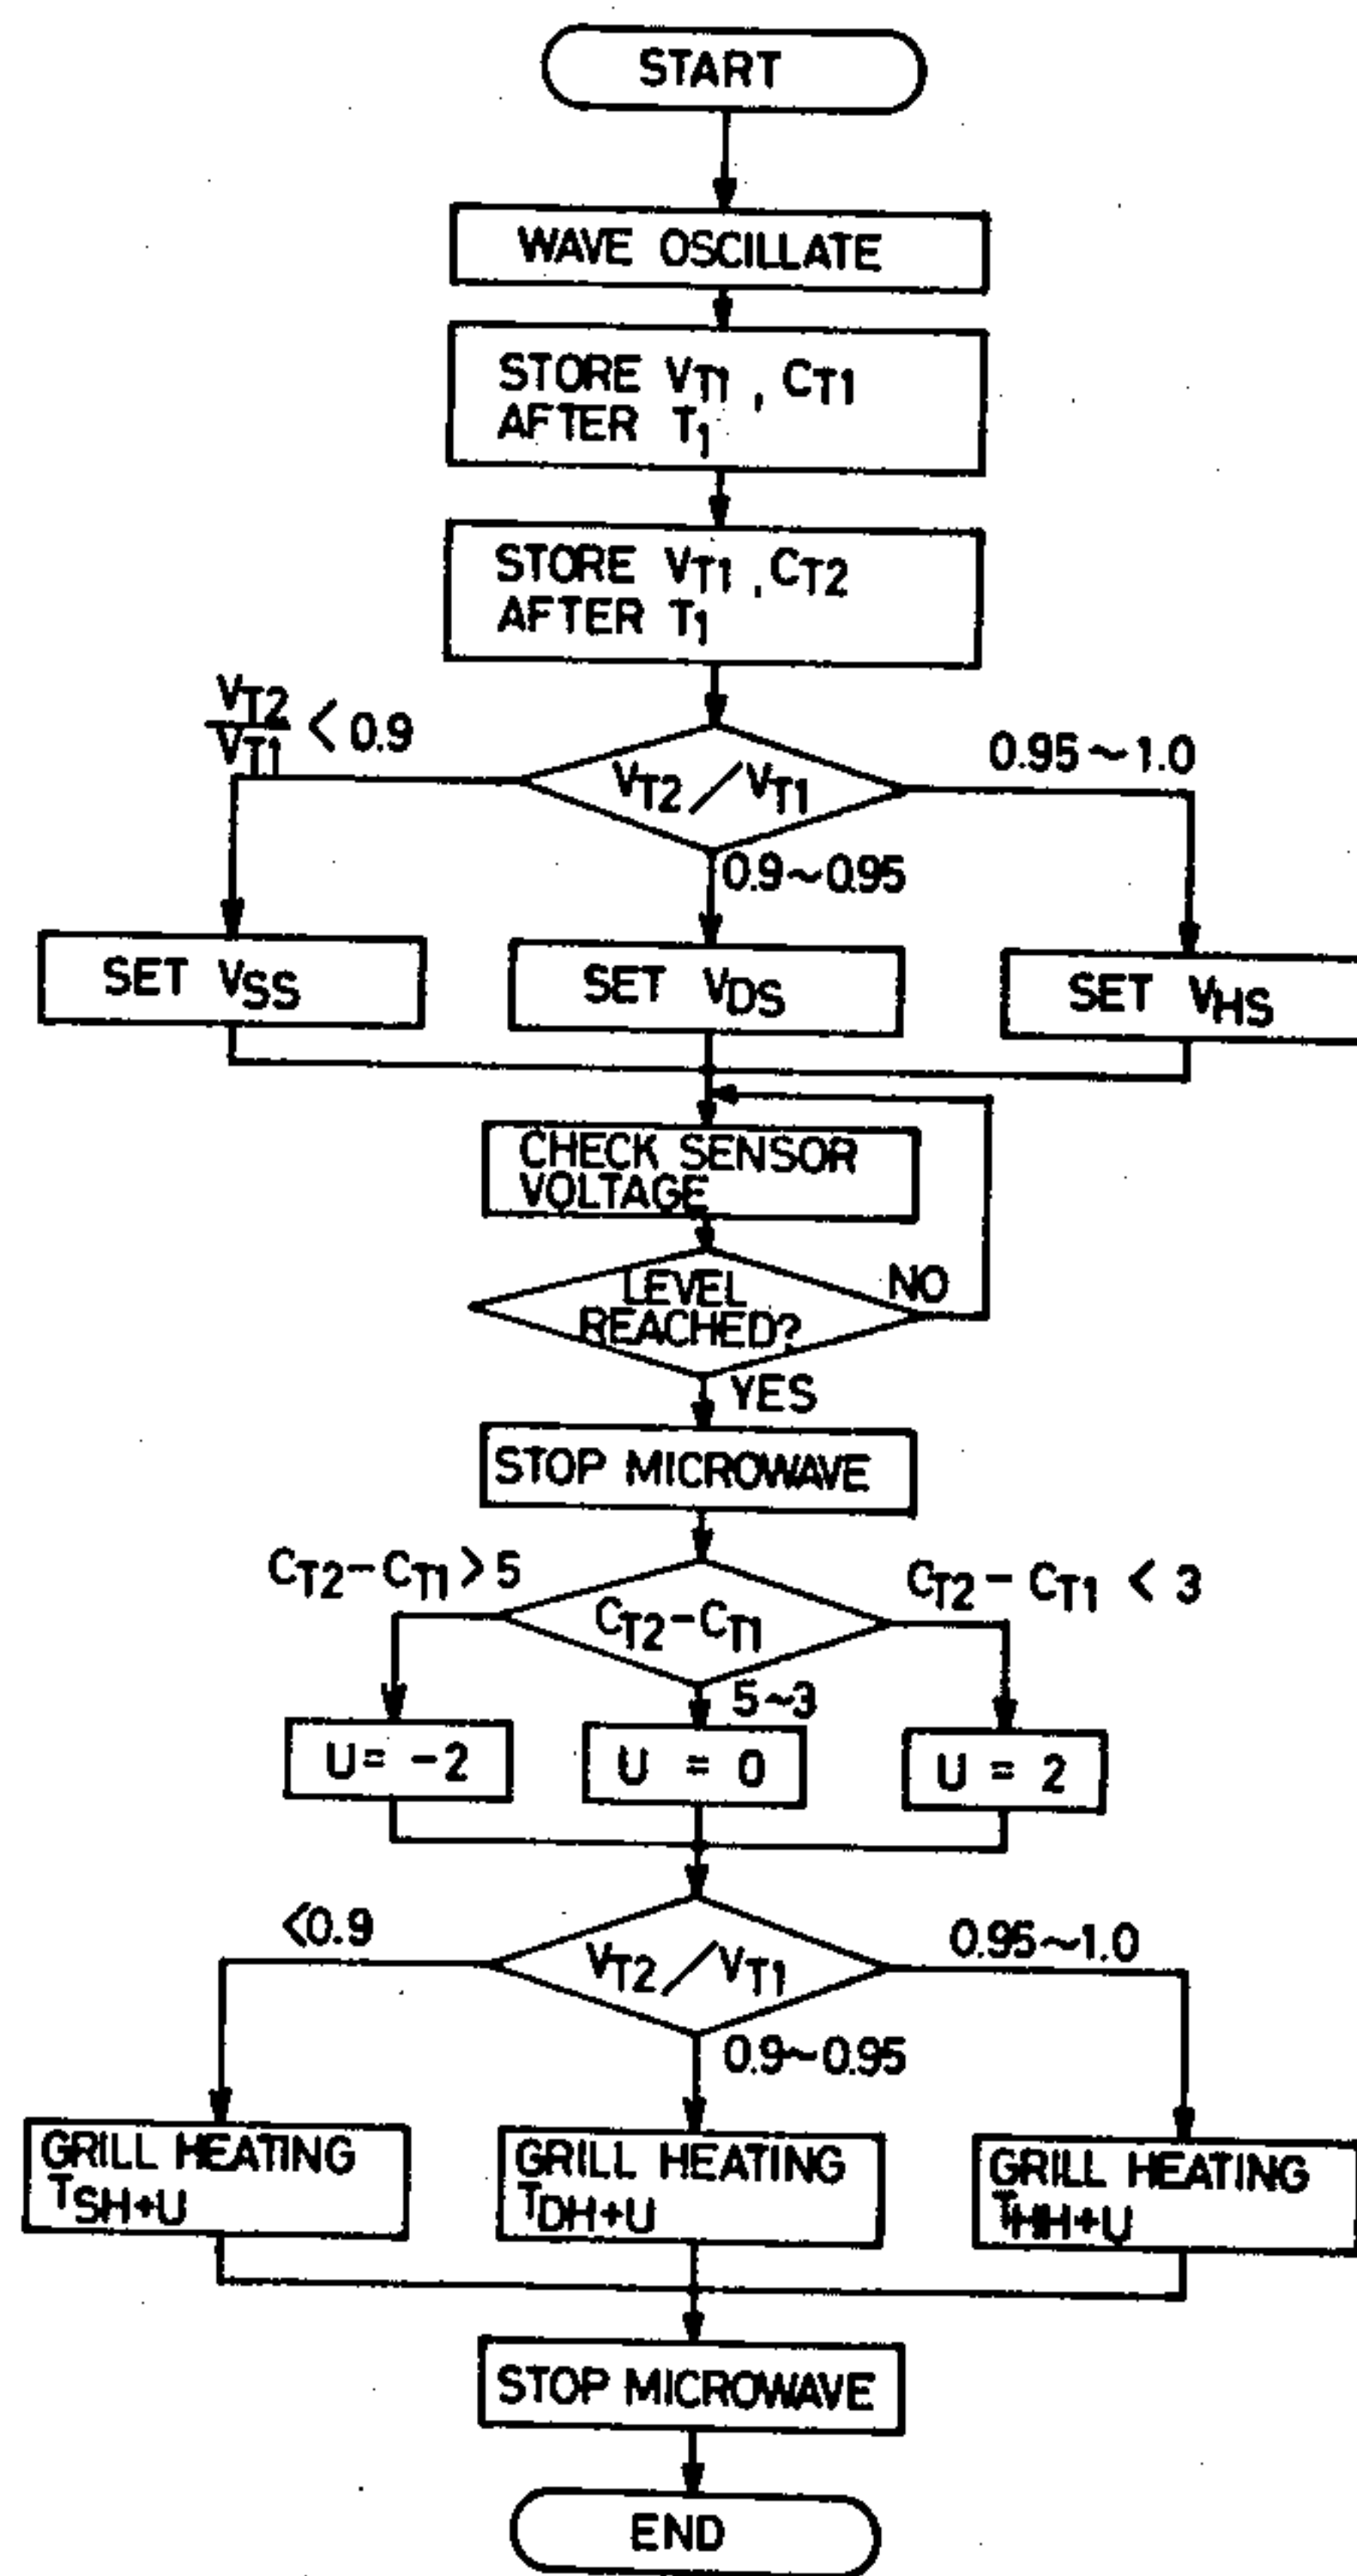 START
WAVE OSCILLATE
STORE VT1, CT1
AFTER T1
STORE VT1, CT2
AFTER T1
VT2
VT1 < 0.9
VT2/VT1
0.95~1.0
0.9~0.95
SET VSS
SET VDS
SET VHS
CHECK SENSOR
VOLTAGE
LEVEL
REACHED?
NO
YES
STOP MICROWAVE
CT2-CT1>5
CT2-CT1
CT2-CT1 < 3
5~3
U= -2
U = 0
U = 2
<0.9
VT2/VT1
0.95~1.0
0.9~0.95
GRILL HEATING
TSH+U
GRILL HEATING
TDH+U
GRILL HEATING
THH+U
STOP MICROWAVE
END